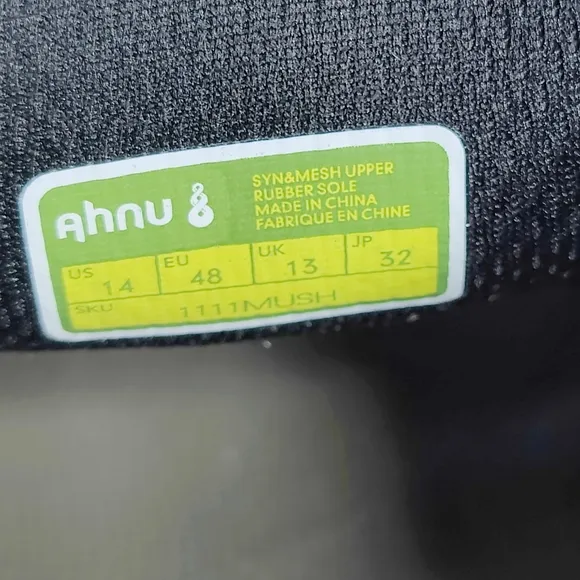 Ahnu
SYN&MESH UPPER
RUBBER SOLE
MADE IN CHINA
FABRIQUE EN CHINE
US 14 EU 48 UK 13 JP 32
SKU 1111MUSH